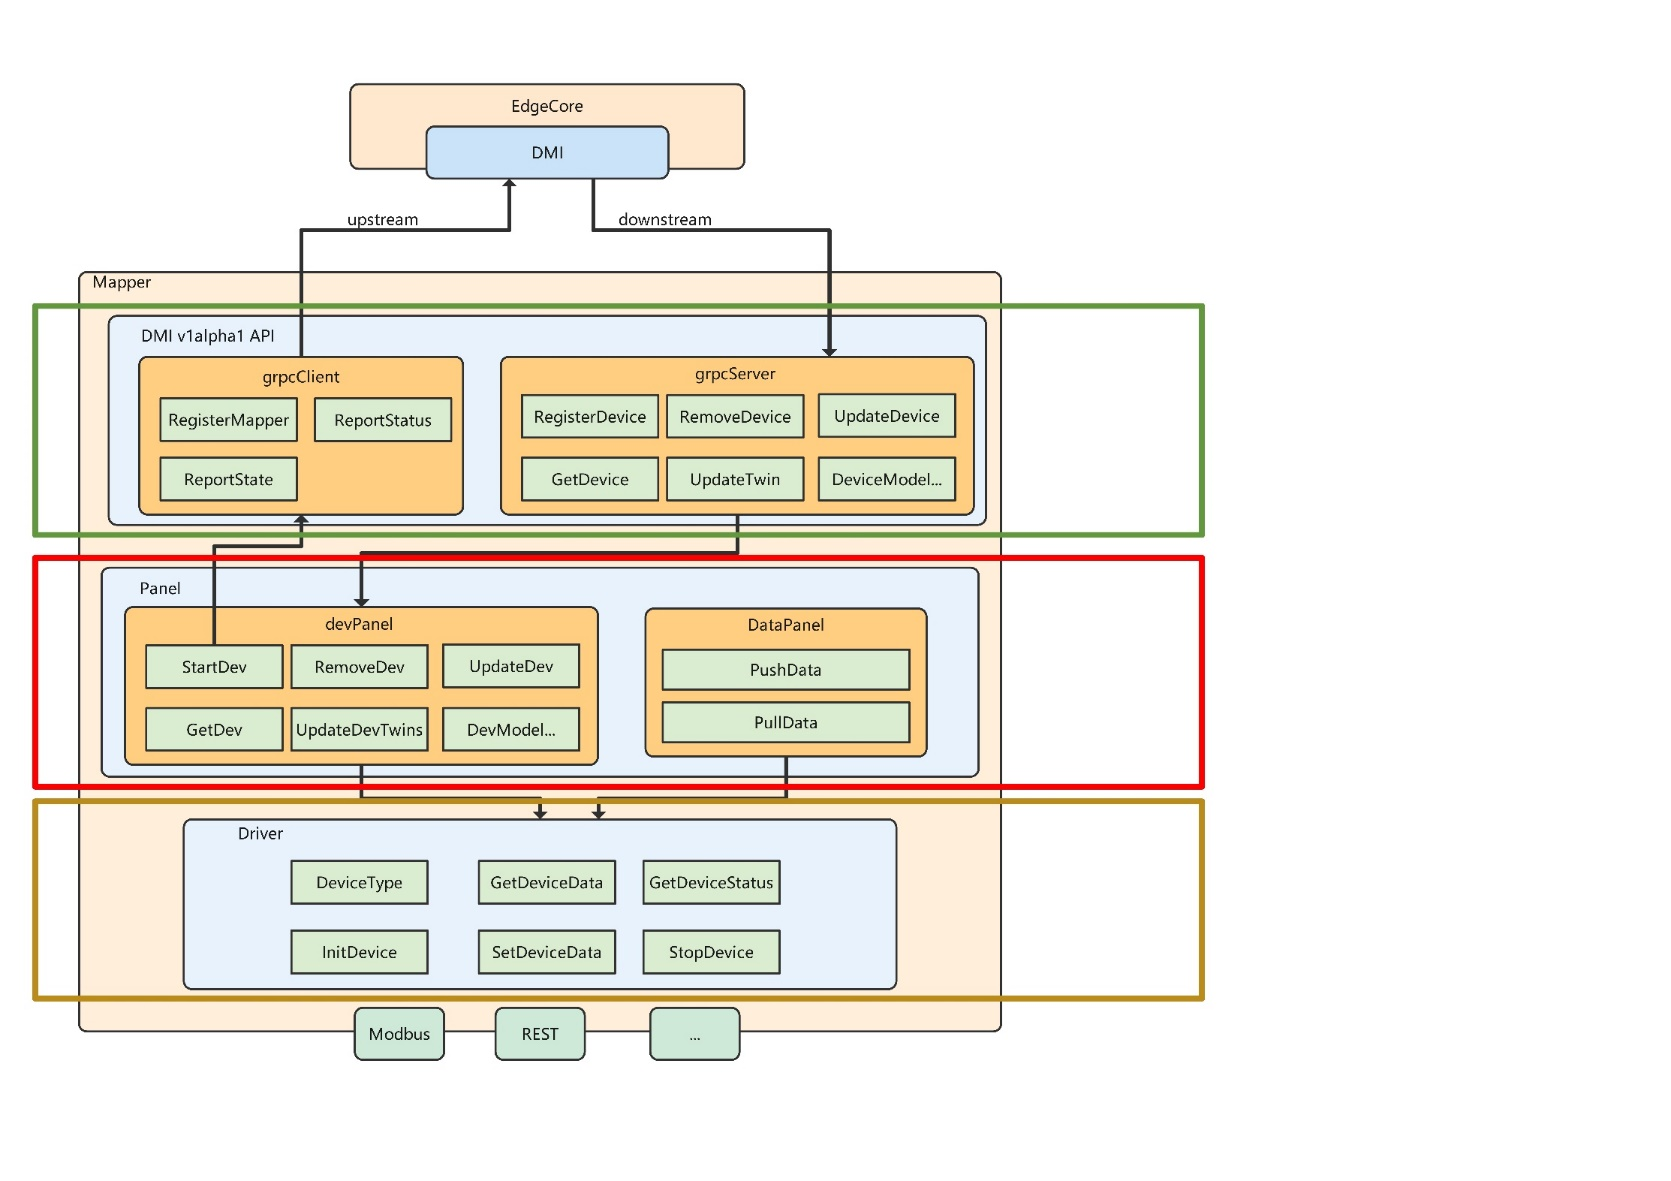 EdgeCore
DMI
upstream
downstream
Mapper
DMI v1alpha1 API
grpcClient
RegisterMapper
ReportStatus
ReportState
grpcServer
RegisterDevice
RemoveDevice
UpdateDevice
GetDevice
UpdateTwin
DeviceModel...
Panel
devPanel
StartDev
RemoveDev
UpdateDev
GetDev
UpdateDevTwins
DevModel...
DataPanel
PushData
PullData
Driver
DeviceType
GetDeviceData
GetDeviceStatus
InitDevice
SetDeviceData
StopDevice
Modbus
REST
...